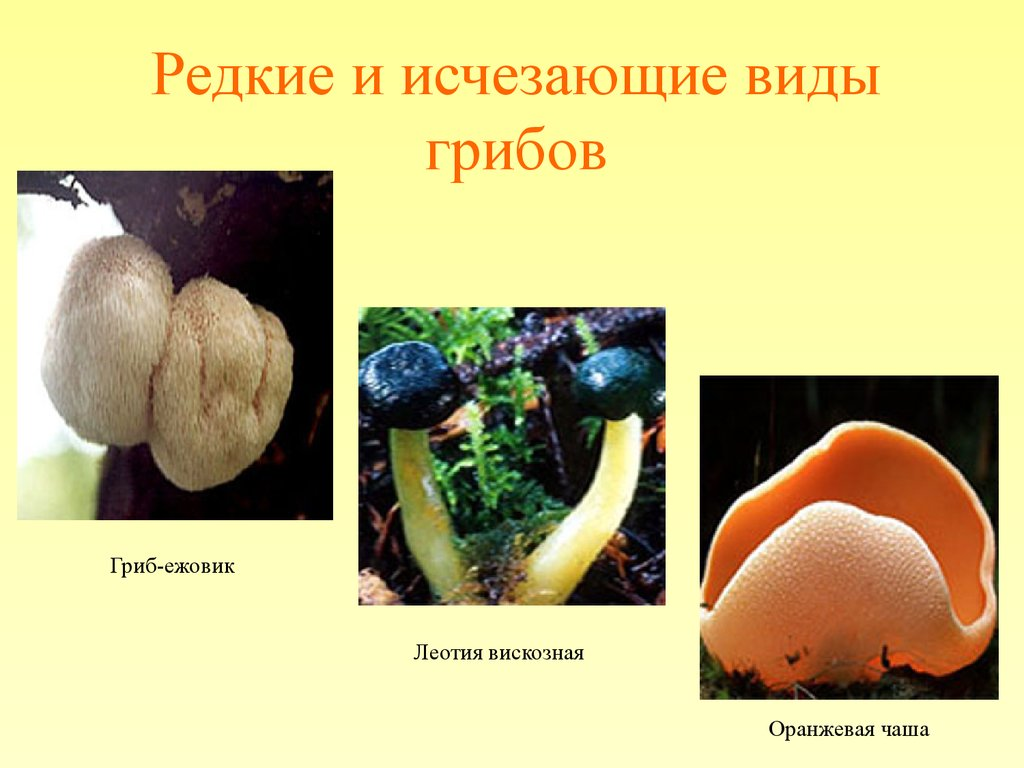 Редкие и исчезающие виды
грибов
Гриб-ежовик
Леотия вискозная
Оранжевая чаша